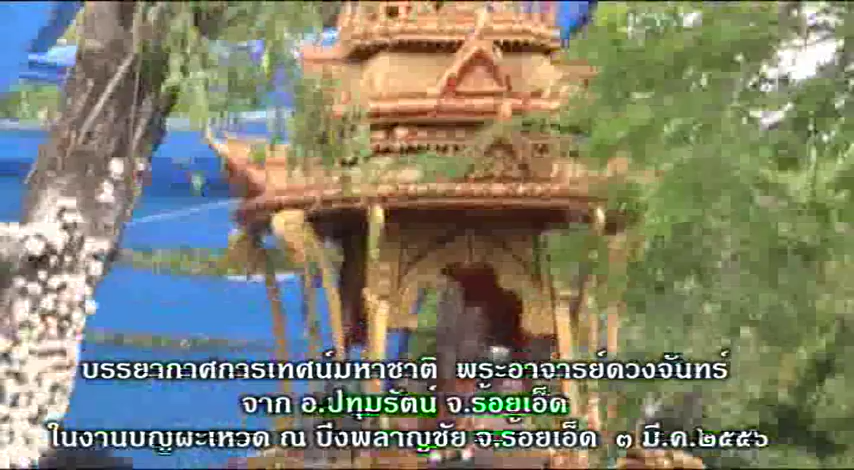 บรรยากาศการเทศน์มหาชาติ  พระอาจารย์ดวงจันทร์
จาก อ.ปทุมรัตน์ จ.ร้อยเอ็ด
ในงานบุญผะเหวด ณ บึงพลาญชัย จ.ร้อยเอ็ด  ๓ มี.ค.๒๕๕๖